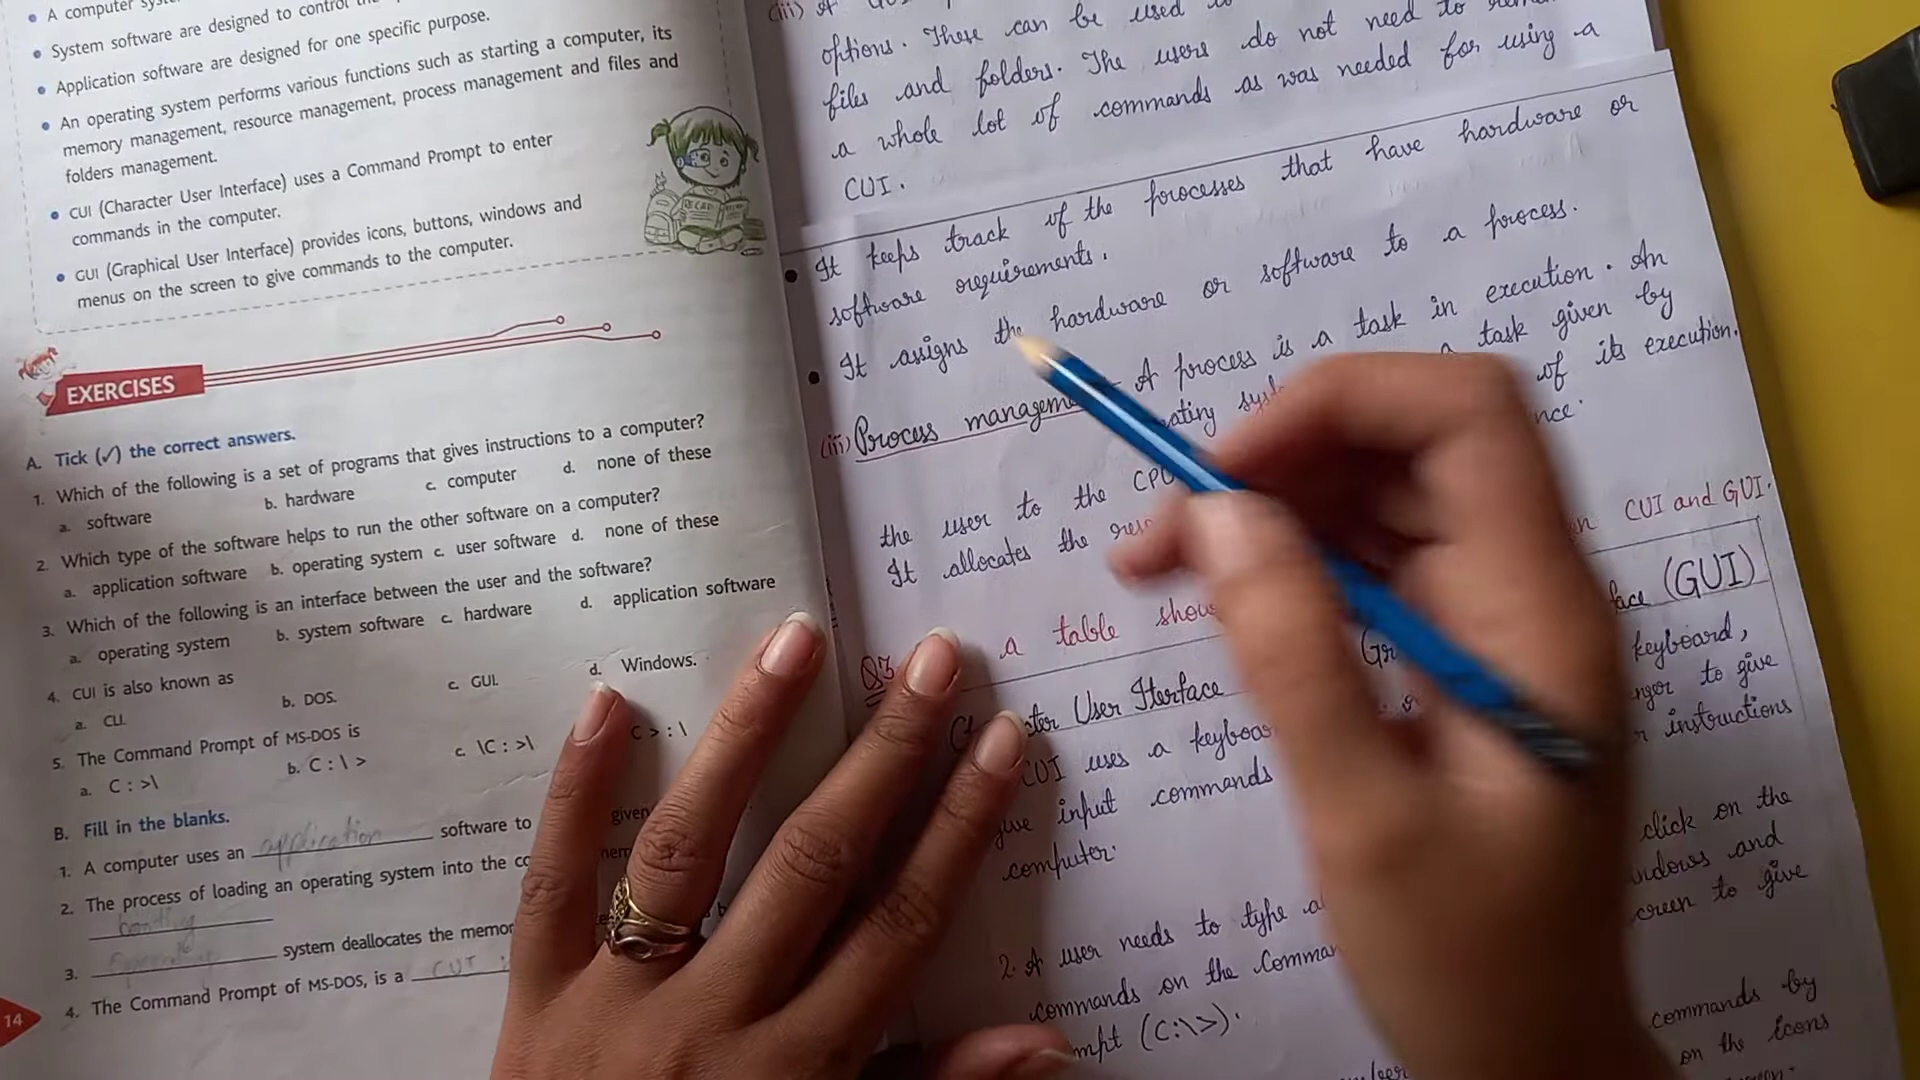 A computer
System software are designed to control
Application software are designed for one specific purpose.
An operating system performs various functions such as starting a computer, its
memory management, resource management, process management and files and
folders management.
CUI (Character User Interface) uses a Command Prompt to enter
commands in the computer.
GUI (Graphical User Interface) provides icons, buttons, windows and
menus on the screen to give commands to the computer.
EXERCISES
A. Tick (✓) the correct answers.
1. Which of the following is a set of programs that gives instructions to a computer?
a. software b. hardware c. computer d. none of these
2. Which type of the software helps to run the other software on a computer?
a. application software b. operating system c. user software d. none of these
3. Which of the following is an interface between the user and the software?
a. operating system b. system software c. hardware d. application software
4. CUI is also known as
a. CLI. b. DOS. c. GUI. d. Windows.
5. The Command Prompt of MS-DOS is
a. C : >\ b. C : \ > c. \C : >\ C > : \
B. Fill in the blanks.
1. A computer uses an application software to given
2. The process of loading an operating system into the
booting
3. system deallocates the
4. The Command Prompt of MS-DOS, is a CUI
14
(iii) A
options. These can be used
files and folders. The users do not need to
a whole lot of commands as was needed for using a
CUI.
It keeps track of the processes that have hardware or
software requirements.
It assigns the hardware or software to a process.
(iii) Process A process is a task in execution. An
task given by
the user to the CPU of its execution.
It allocates the
Q3 a table CUI and GUI.
User Iterface (GUI)
CUI uses a keyboard,
input commands to give
computer. instructions
click on the
and
2. A user needs to type to give
commands on the
(C:\>). commands by
on the icons